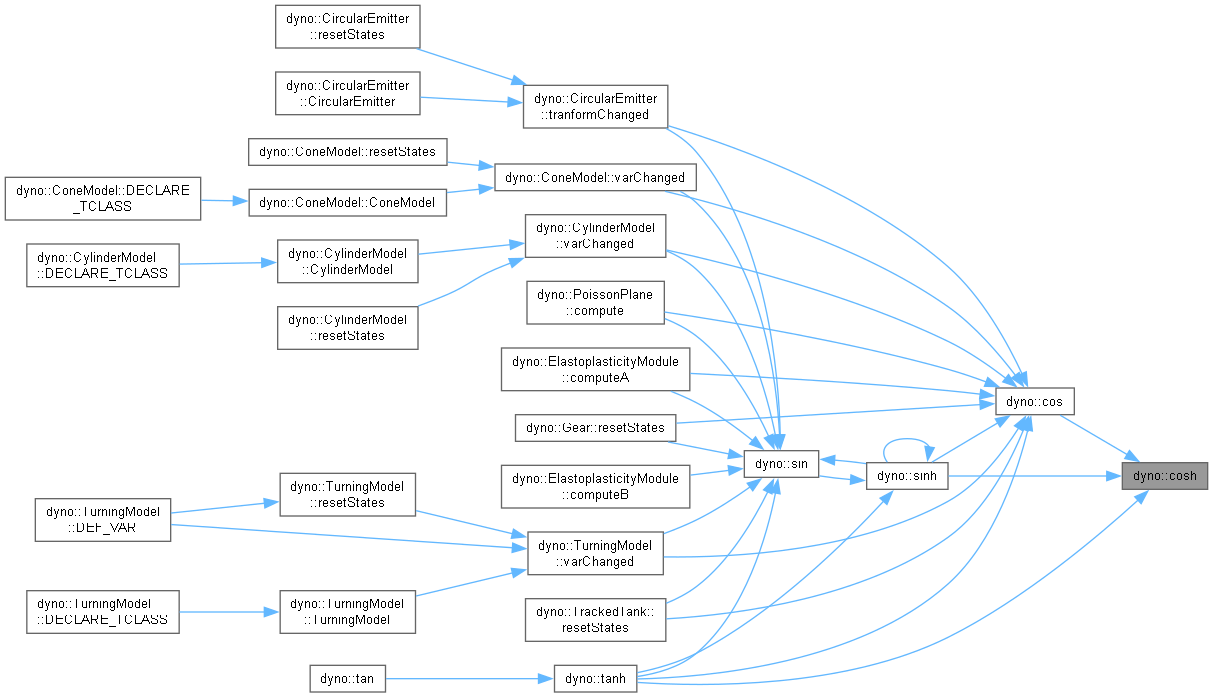 dyno::CircularEmitter
::resetStates
dyno::CircularEmitter
::CircularEmitter
dyno::CircularEmitter
::tranformChanged
dyno::ConeModel::resetStates
dyno::ConeModel::varChanged
dyno::ConeModel::DECLARE
_TCLASS
dyno::ConeModel::ConeModel
dyno::CylinderModel
::varChanged
dyno::CylinderModel
::DECLARE_TCLASS
dyno::CylinderModel
::CylinderModel
dyno::PoissonPlane
::compute
dyno::CylinderModel
::resetStates
dyno::ElastoplasticityModule
::computeA
dyno::cos
dyno::Gear::resetStates
dyno::sin
dyno::sinh
dyno::cosh
dyno::ElastoplasticityModule
::computeB
dyno::TurningModel
::resetStates
dyno::TurningModel
::DEF_VAR
dyno::TurningModel
::varChanged
dyno::TurningModel
::DECLARE_TCLASS
dyno::TurningModel
::TurningModel
dyno::TrackedTank::
resetStates
dyno::tan
dyno::tanh